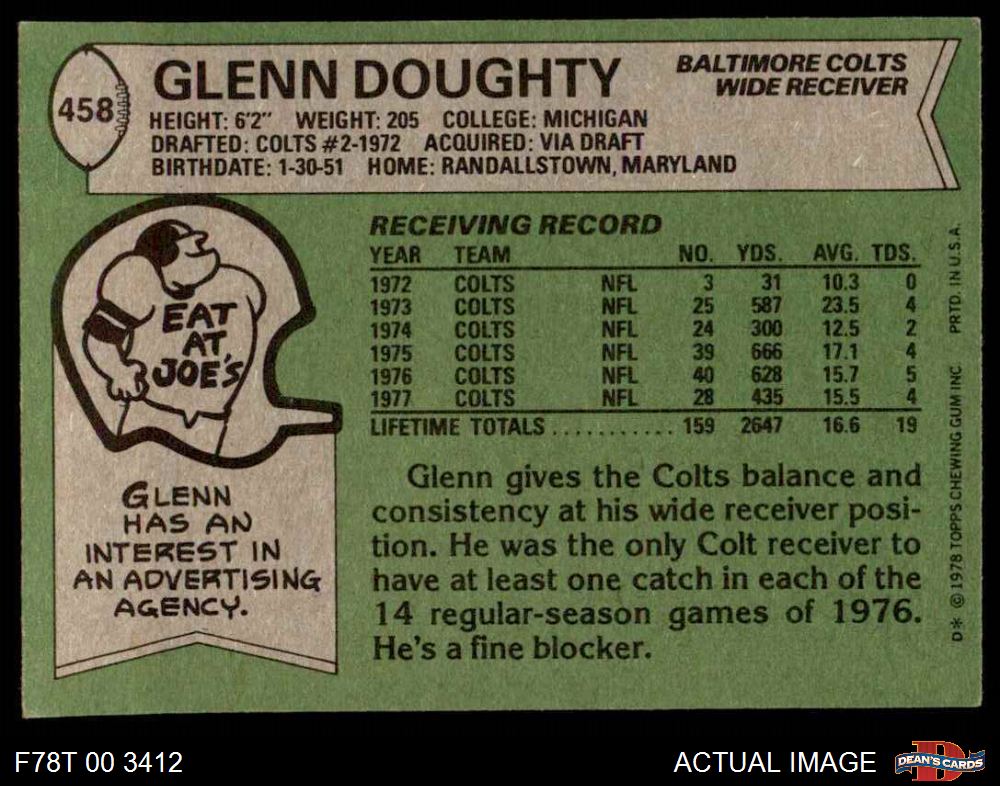 458
GLENN DOUGHTY
BALTIMORE COLTS
WIDE RECEIVER
HEIGHT: 6'2" WEIGHT: 205 COLLEGE: MICHIGAN
DRAFTED: COLTS #2-1972 ACQUIRED: VIA DRAFT
BIRTHDATE: 1-30-51 HOME: RANDALLSTOWN, MARYLAND
EAT
AT
JOE'S
GLENN
HAS AN
INTEREST IN
AN ADVERTISING
AGENCY.
RECEIVING RECORD
YEAR TEAM NO. YDS. AVG. TDS.
1972 COLTS NFL 3 31 10.3 0
1973 COLTS NFL 25 587 23.5 4
1974 COLTS NFL 24 300 12.5 2
1975 COLTS NFL 39 666 17.1 4
1976 COLTS NFL 40 628 15.7 5
1977 COLTS NFL 28 435 15.5 4
LIFETIME TOTALS ........... 159 2647 16.6 19
Glenn gives the Colts balance and
consistency at his wide receiver posi-
tion. He was the only Colt receiver to
have at least one catch in each of the
14 regular-season games of 1976.
He's a fine blocker.
D* © 1978 TOPPS CHEWING GUM INC PRTD. IN U.S.A.
F78T 00 3412
ACTUAL IMAGE
DEAN'S CARDS